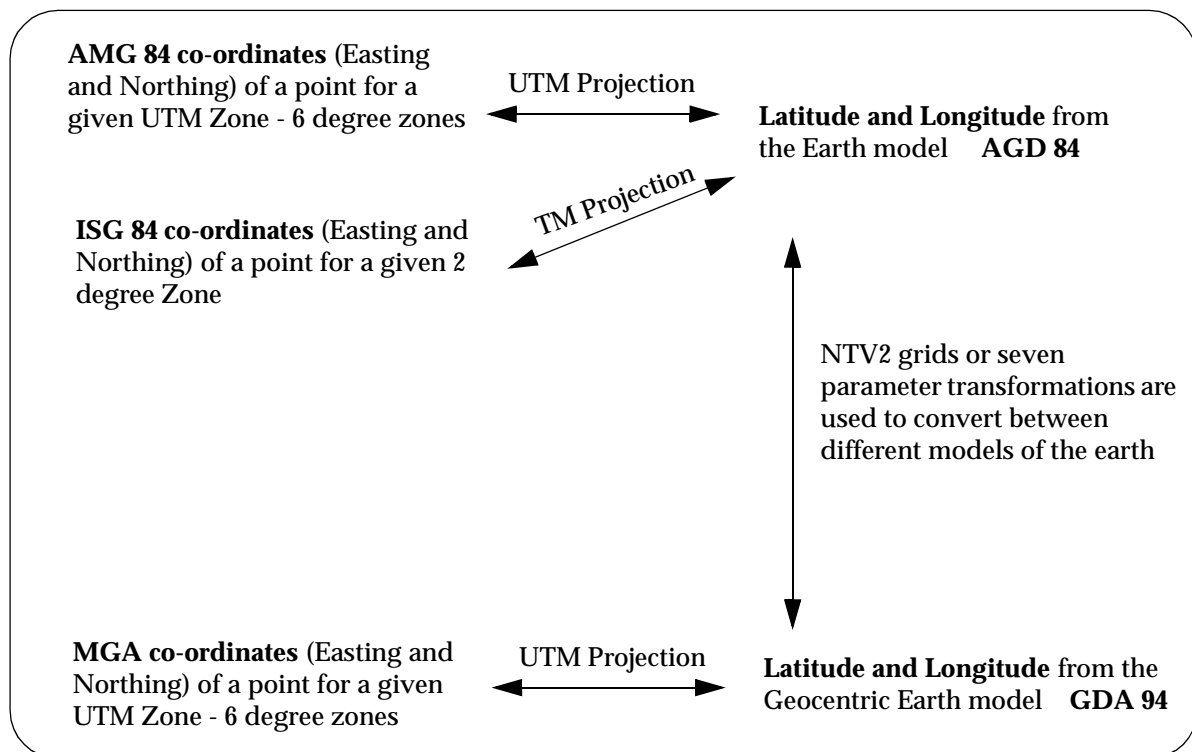 AMG 84 co-ordinates (Easting
and Northing) of a point for a
given UTM Zone - 6 degree zones
UTM Projection
Latitude and Longitude from
the Earth model AGD 84
TM Projection
ISG 84 co-ordinates (Easting and
Northing) of a point for a given 2
degree Zone
NTV2 grids or seven
parameter transformations are
used to convert between
different models of the earth
MGA co-ordinates (Easting and
Northing) of a point for a given
UTM Zone - 6 degree zones
UTM Projection
Latitude and Longitude from the
Geocentric Earth model GDA 94